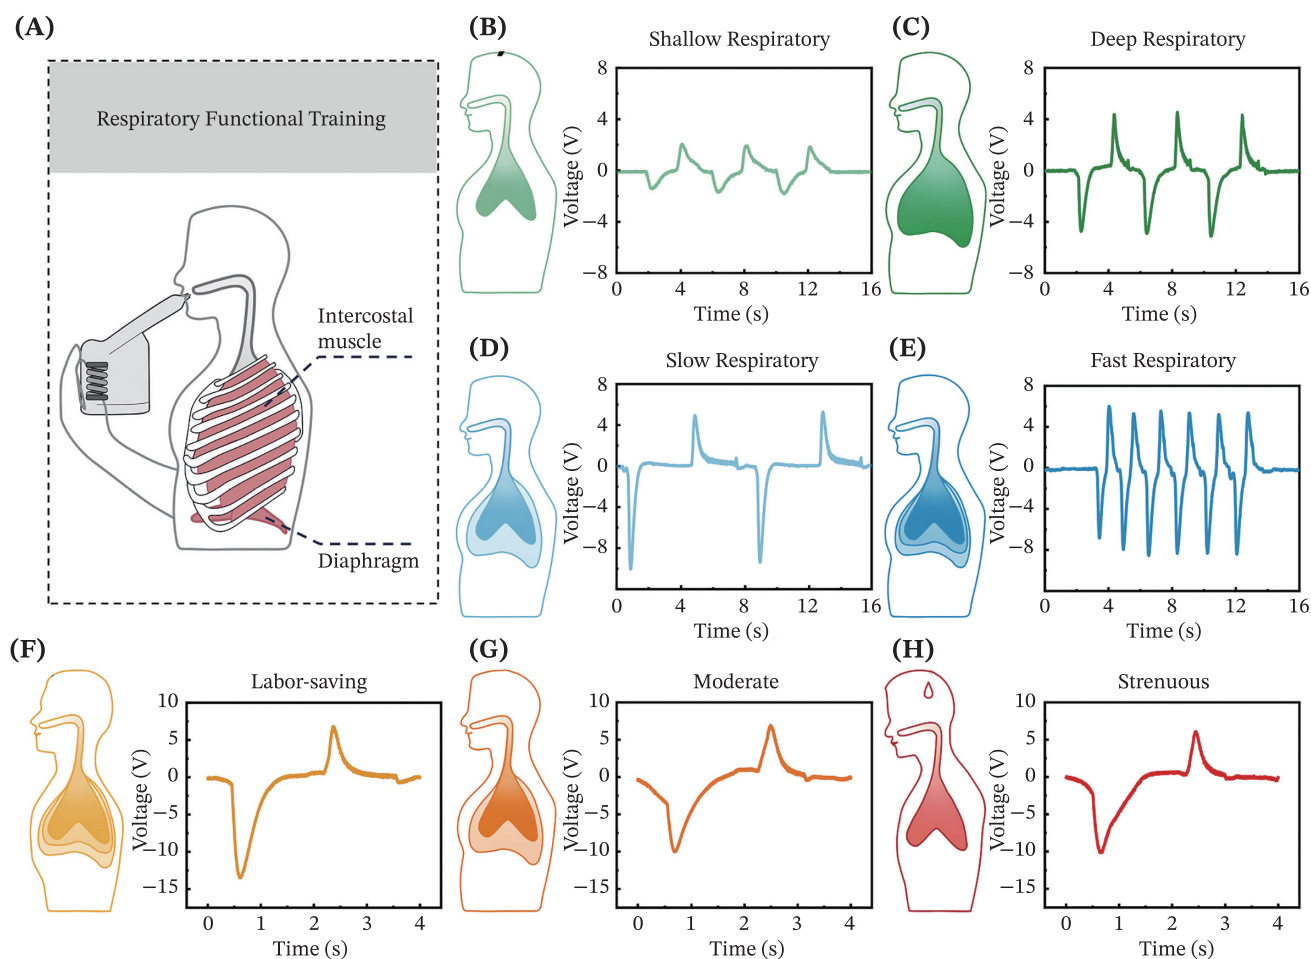 (A)
Respiratory Functional Training
Intercostal
muscle
Diaphragm
(B)
Shallow Respiratory
Voltage (V)
8
4
0
−4
−8
0 4 8 12 16
Time (s)
(C)
Deep Respiratory
Voltage (V)
8
4
0
−4
−8
0 4 8 12 16
Time (s)
(D)
Slow Respiratory
Voltage (V)
8
4
0
−4
−8
0 4 8 12 16
Time (s)
(E)
Fast Respiratory
Voltage (V)
8
4
0
−4
−8
0 4 8 12 16
Time (s)
(F)
Labor-saving
Voltage (V)
10
5
0
−5
−10
−15
0 1 2 3 4
Time (s)
(G)
Moderate
Voltage (V)
10
5
0
−5
−10
−15
0 1 2 3 4
Time (s)
(H)
Strenuous
Voltage (V)
10
5
0
−5
−10
−15
0 1 2 3 4
Time (s)